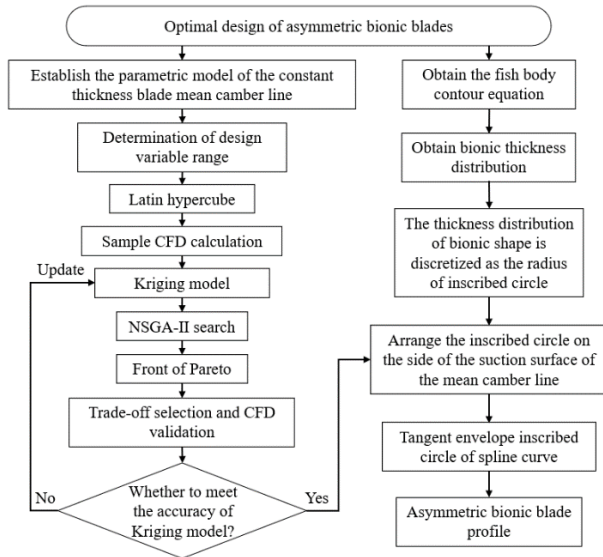 Optimal design of asymmetric bionic blades
Establish the parametric model of the constant
thickness blade mean camber line
Determination of design
variable range
Latin hypercube
Sample CFD calculation
Update
Kriging model
NSGA-II search
Front of Pareto
Trade-off selection and CFD
validation
No
Whether to meet
the accuracy of
Kriging model?
Yes
Obtain the fish body
contour equation
Obtain bionic thickness
distribution
The thickness distribution
of bionic shape is
discretized as the radius
of inscribed circle
Arrange the inscribed circle on
the side of the suction surface of
the mean camber line
Tangent envelope inscribed
circle of spline curve
Asymmetric bionic blade
profile